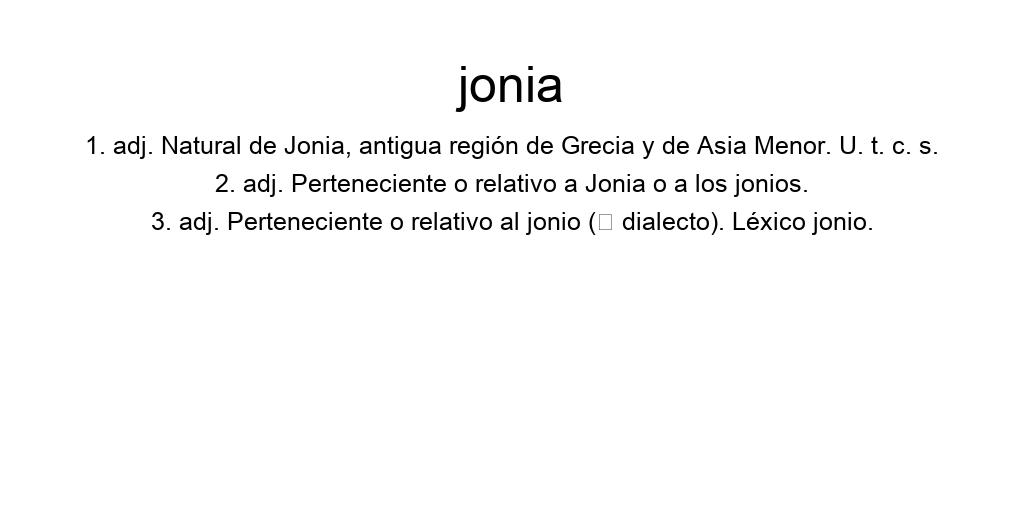 jonia
1. adj. Natural de Jonia, antigua región de Grecia y de Asia Menor. U. t. c. s.
2. adj. Perteneciente o relativo a Jonia o a los jonios.
3. adj. Perteneciente o relativo al jonio (□ dialecto). Léxico jonio.